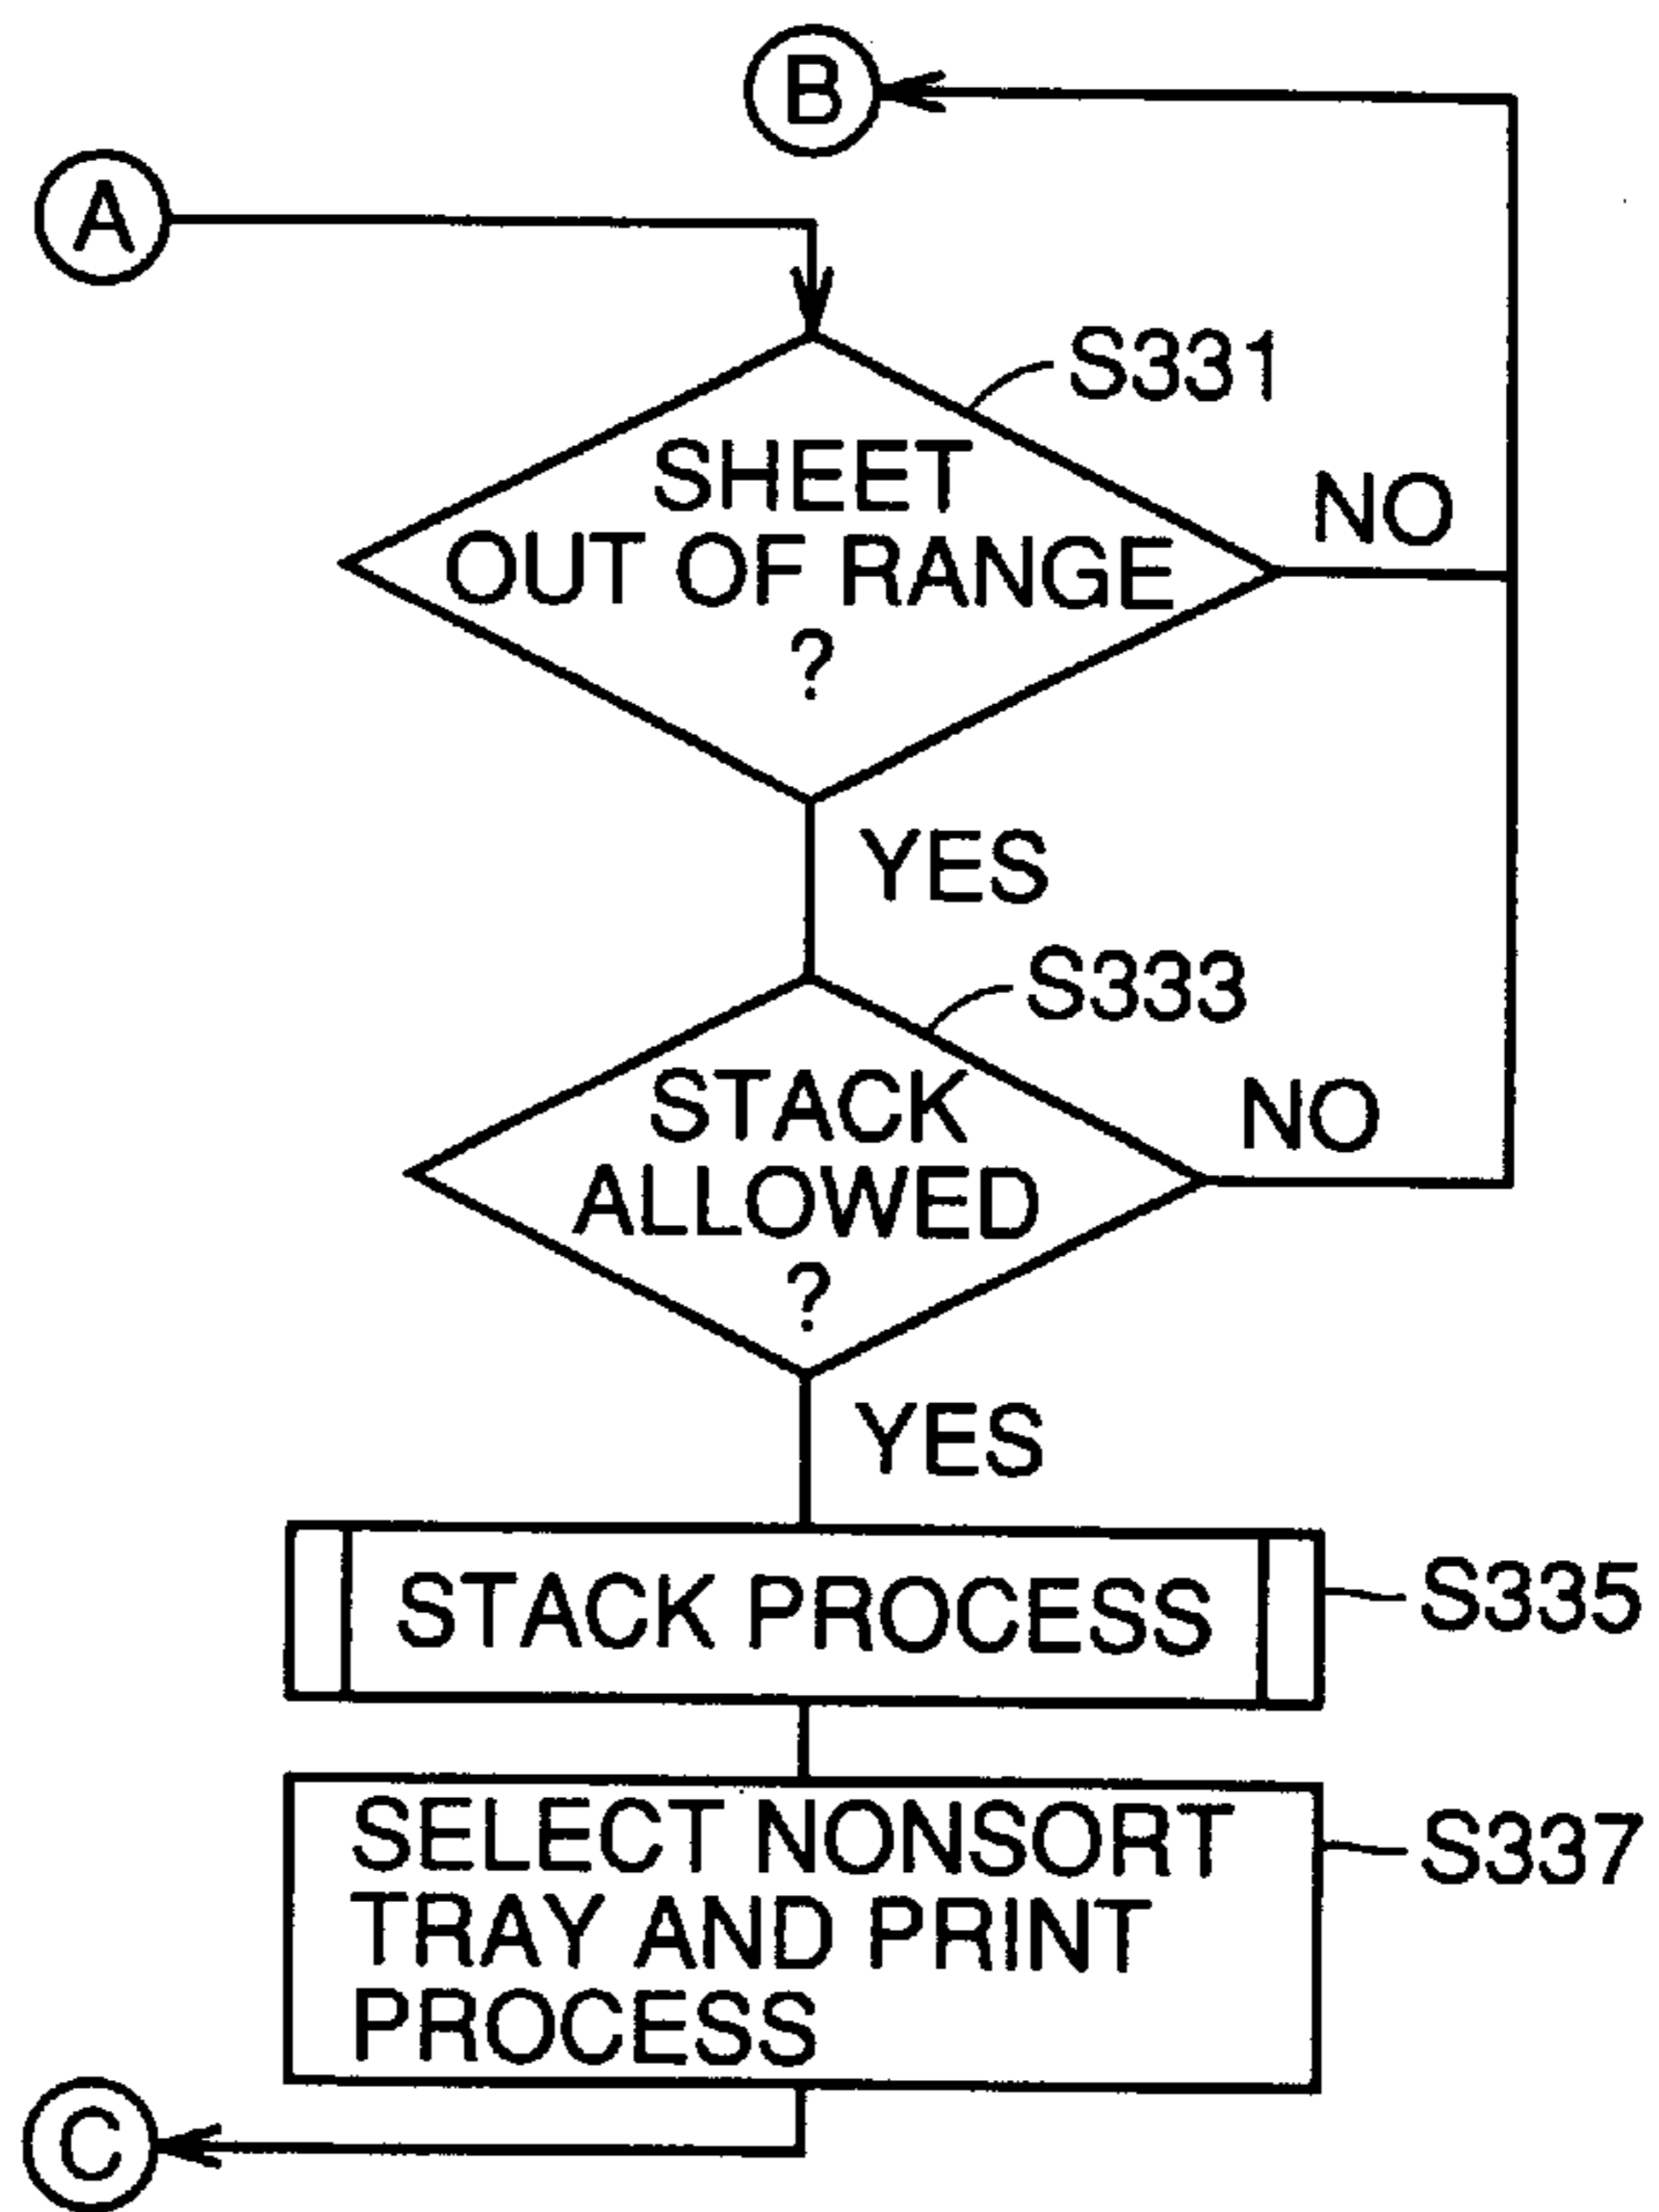 B
A
S331
SHEET
OUT OF RANGE
?
NO
YES
S333
STACK
ALLOWED
?
NO
YES
STACK PROCESS
S335
SELECT NONSORT
TRAY AND PRINT
PROCESS
S337
C